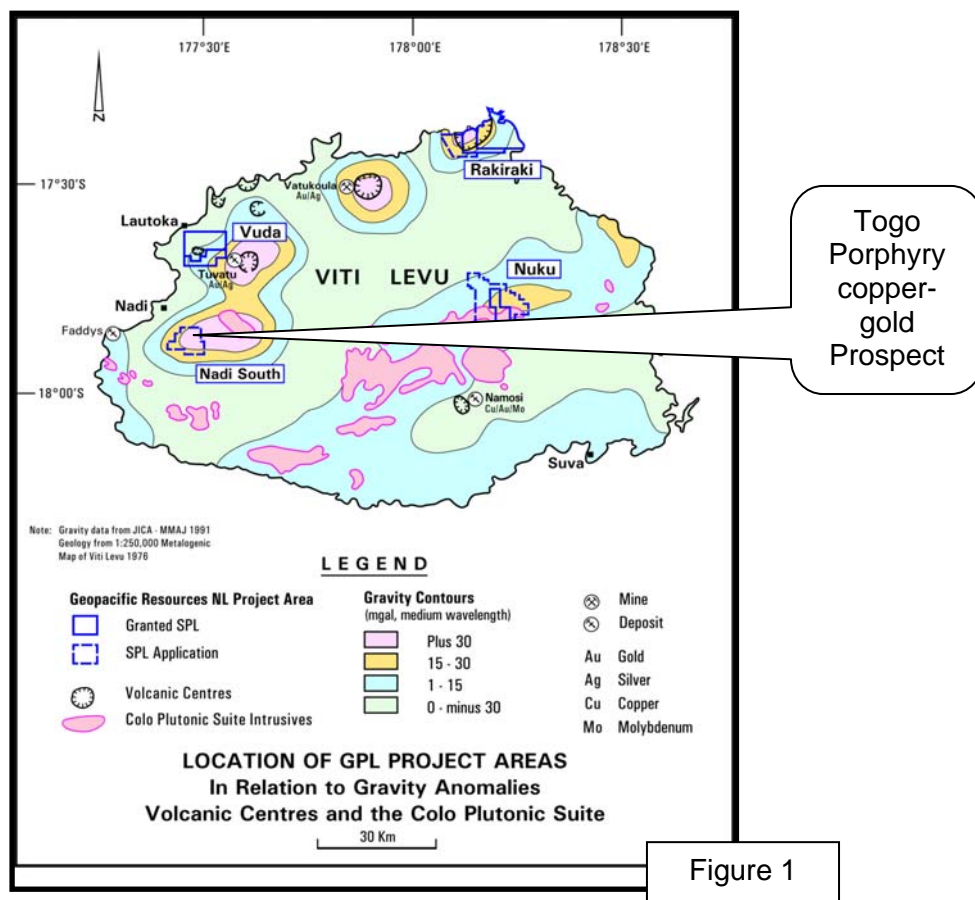 177°30'E 178°00'E 178°30'E
N
17°30'S
18°00'S
Rakiraki
Vatukoula
Au/Ag
Lautoka
Vuda
Tuvatu
Au/Ag
VITI LEVU
Nuku
Nadi
Faddys
Nadi South
Namosi
Cu/Au/Mo
Suva
Togo
Porphyry
copper-
gold
Prospect
Note: Gravity data from JICA - MMAJ 1991
Geology from 1:250,000 Metalogenic
Map of Viti Levu 1976
LEGEND
Geopacific Resources NL Project Area
Granted SPL
SPL Application
Volcanic Centres
Colo Plutonic Suite Intrusives
Gravity Contours
(mgal, medium wavelength)
Plus 30
15 - 30
1 - 15
0 - minus 30
Mine
Deposit
Au Gold
Ag Silver
Cu Copper
Mo Molybdenum
LOCATION OF GPL PROJECT AREAS
In Relation to Gravity Anomalies
Volcanic Centres and the Colo Plutonic Suite
30 Km
Figure 1